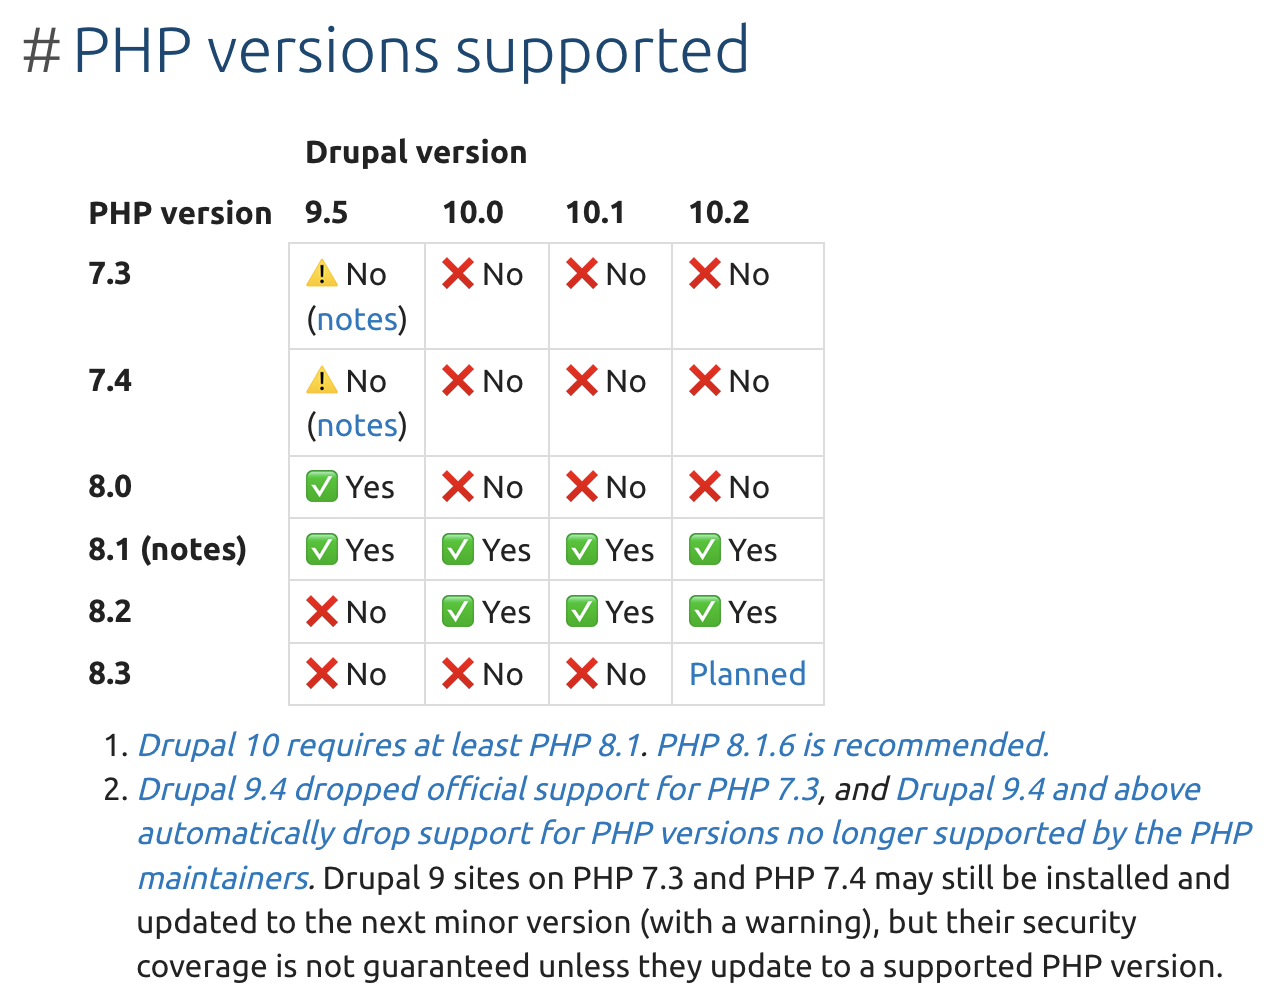 # PHP versions supported
Drupal version
PHP version 9.5 10.0 10.1 10.2
7.3 ⚠️ No (notes) ❌ No ❌ No ❌ No
7.4 ⚠️ No (notes) ❌ No ❌ No ❌ No
8.0 ✅ Yes ❌ No ❌ No ❌ No
8.1 (notes) ✅ Yes ✅ Yes ✅ Yes ✅ Yes
8.2 ❌ No ✅ Yes ✅ Yes ✅ Yes
8.3 ❌ No ❌ No ❌ No Planned
1. Drupal 10 requires at least PHP 8.1. PHP 8.1.6 is recommended.
2. Drupal 9.4 dropped official support for PHP 7.3, and Drupal 9.4 and above
automatically drop support for PHP versions no longer supported by the PHP
maintainers. Drupal 9 sites on PHP 7.3 and PHP 7.4 may still be installed and
updated to the next minor version (with a warning), but their security
coverage is not guaranteed unless they update to a supported PHP version.